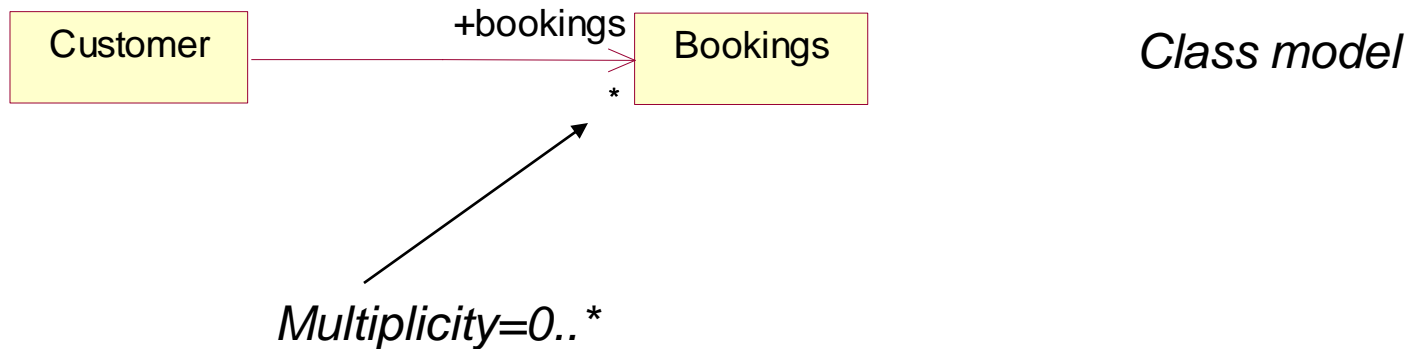 +bookings
Customer
Bookings
Class model
*
Multiplicity=0..*